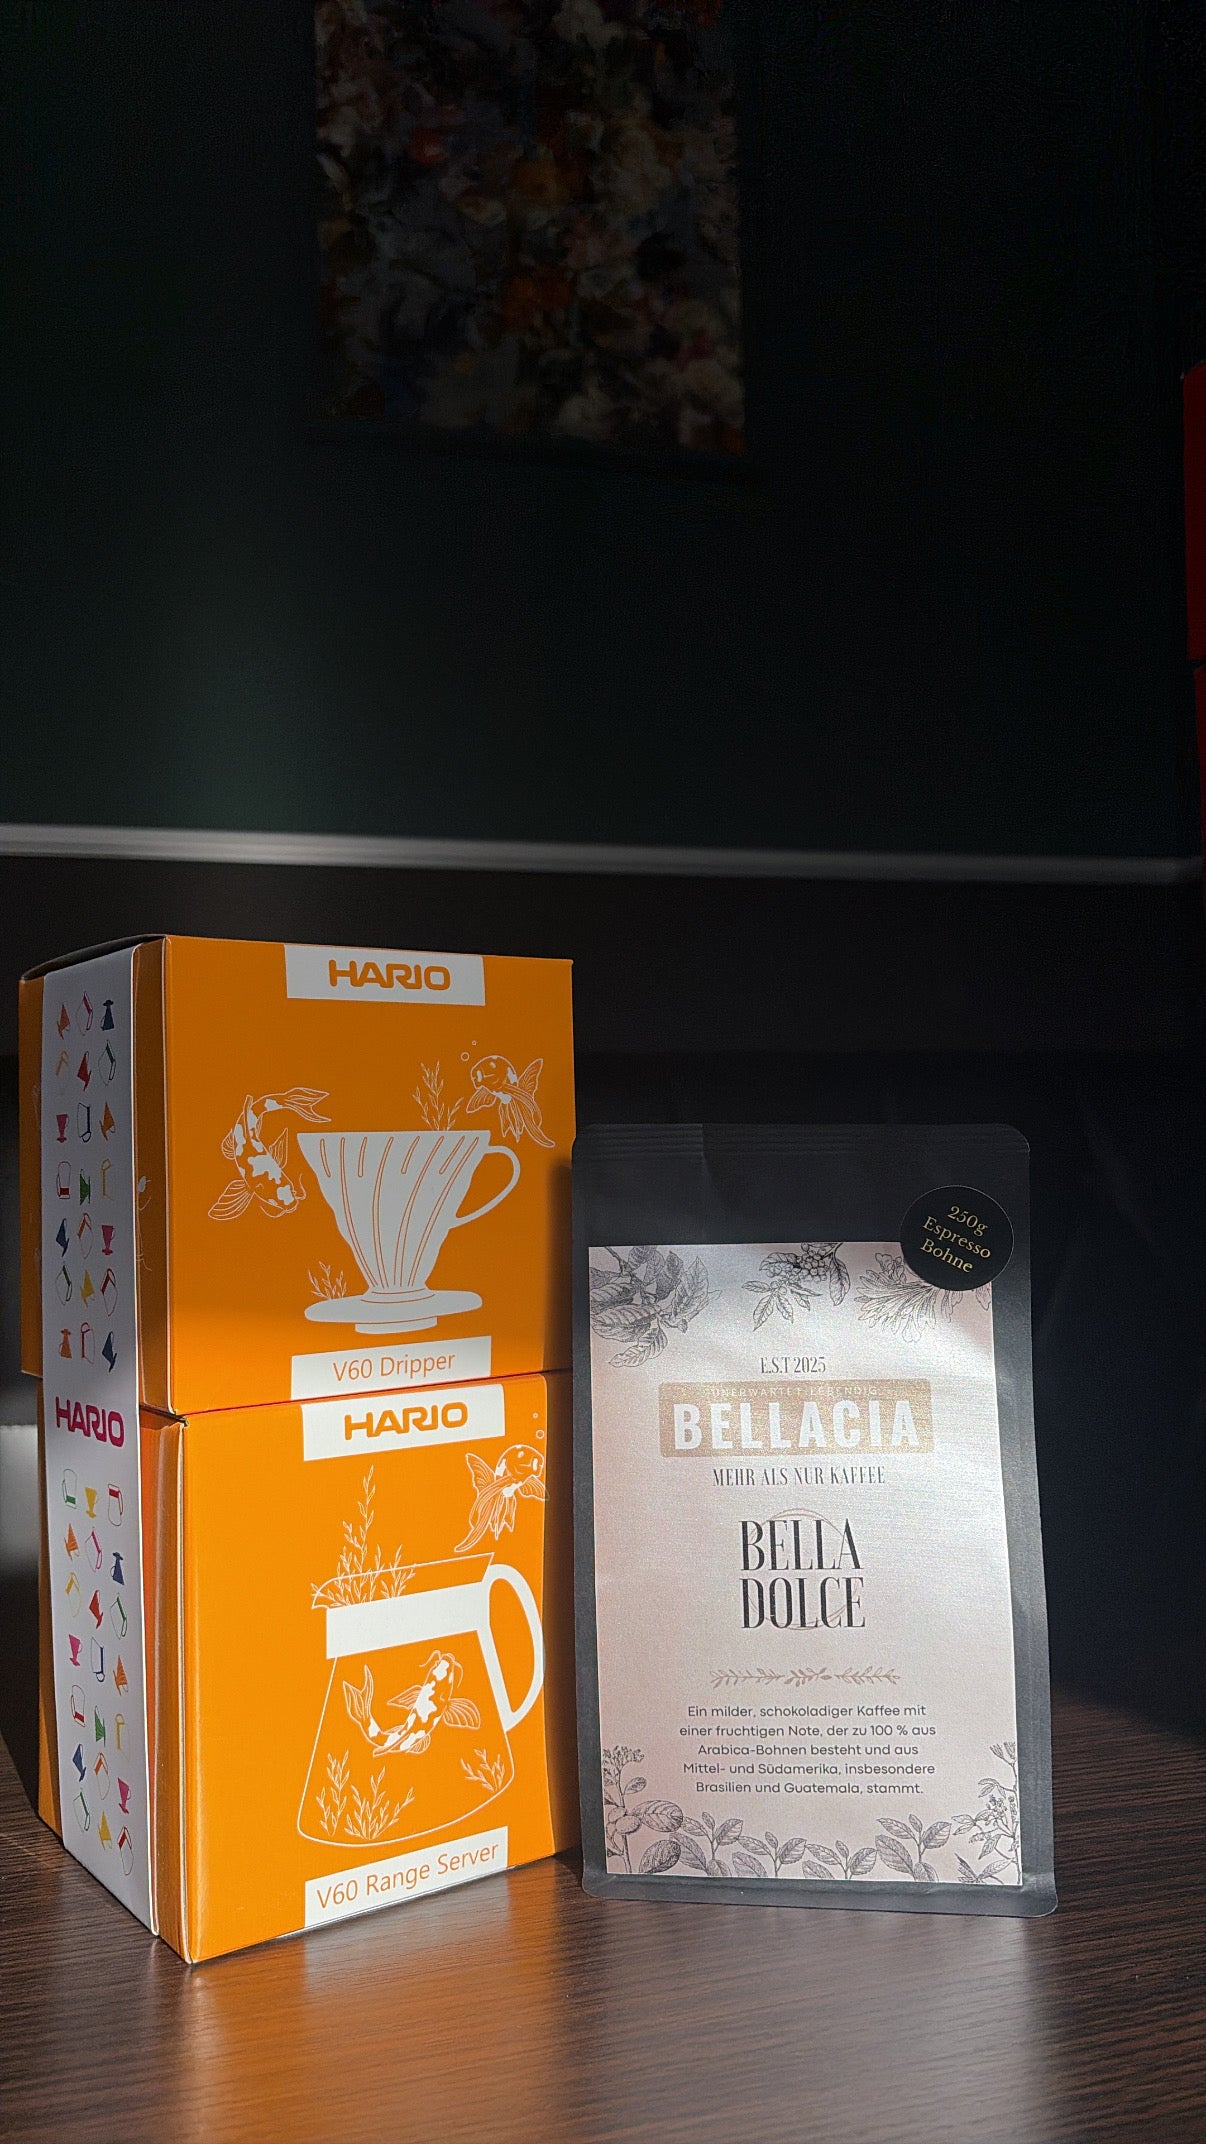 HARIO
V60 Dripper
HARIO
HARIO
V60 Range Server
250g
Espresso
Bohne
E.S.T 2025
UNERWARTET LEBENDIG
BELLACIA
MEHR ALS NUR KAFFEE
BELLA
DOLCE
Ein milder, schokoladiger Kaffee mit
einer fruchtigen Note, der zu 100 % aus
Arabica-Bohnen besteht und aus
Mittel- und Südamerika, insbesondere
Brasilien und Guatemala, stammt.